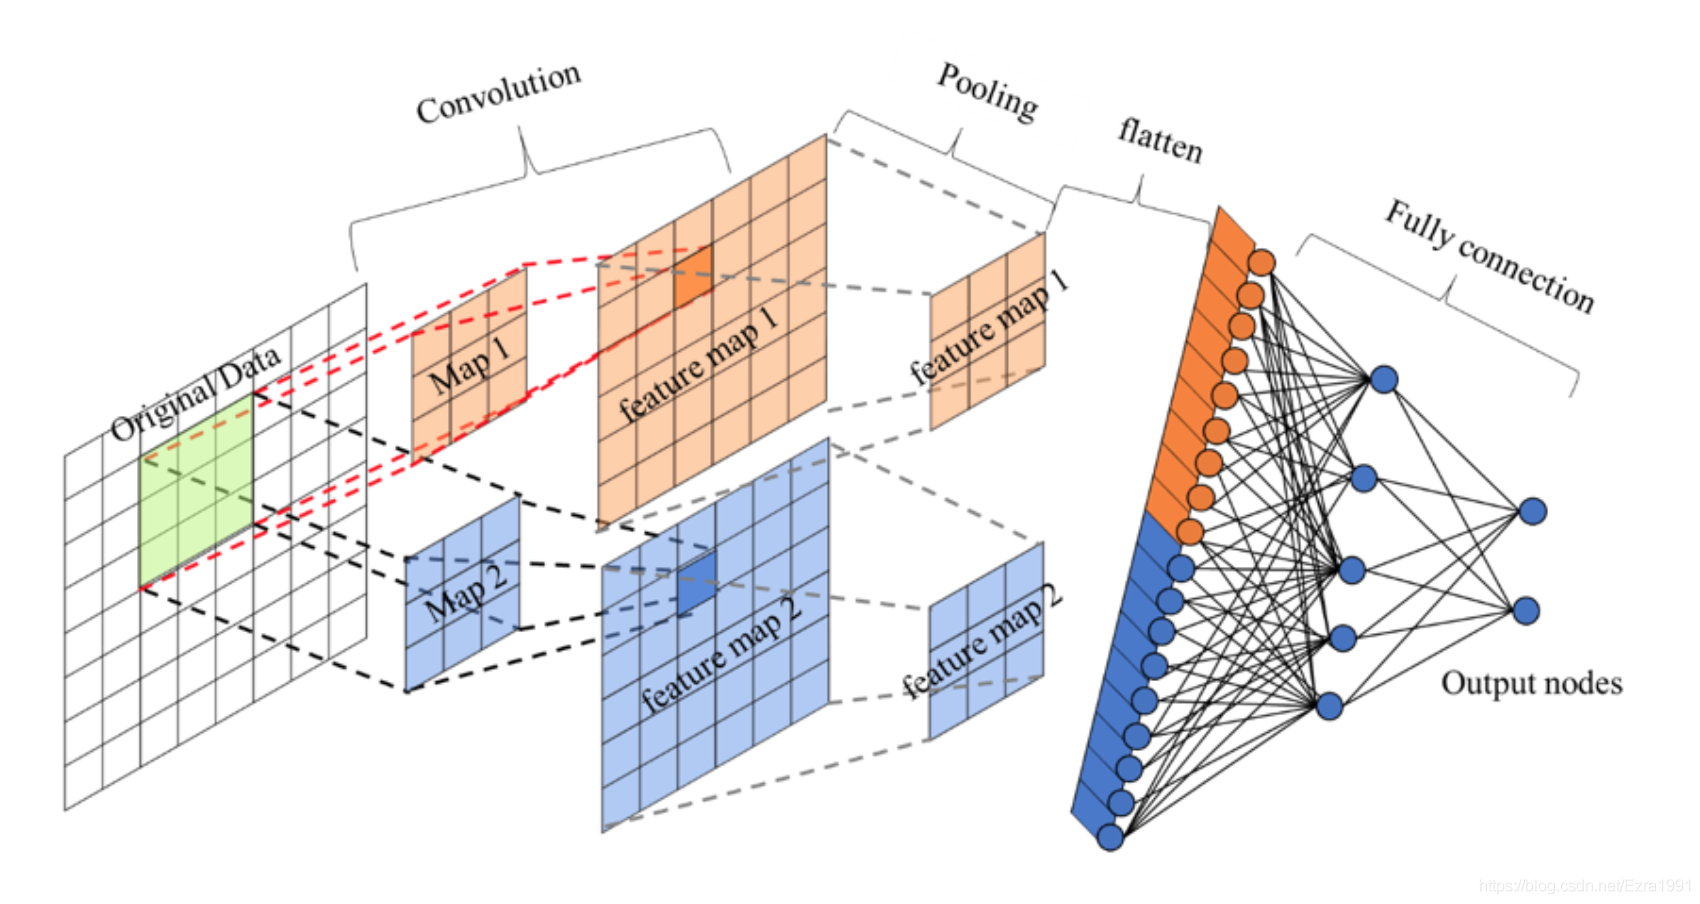 Convolution
Pooling
flatten
Fully connection
Original/Data
Map 1
feature map 1
feature map 1
Map 2
feature map 2
feature map 2
Output nodes
https://blog.csdn.net/Ezra1991